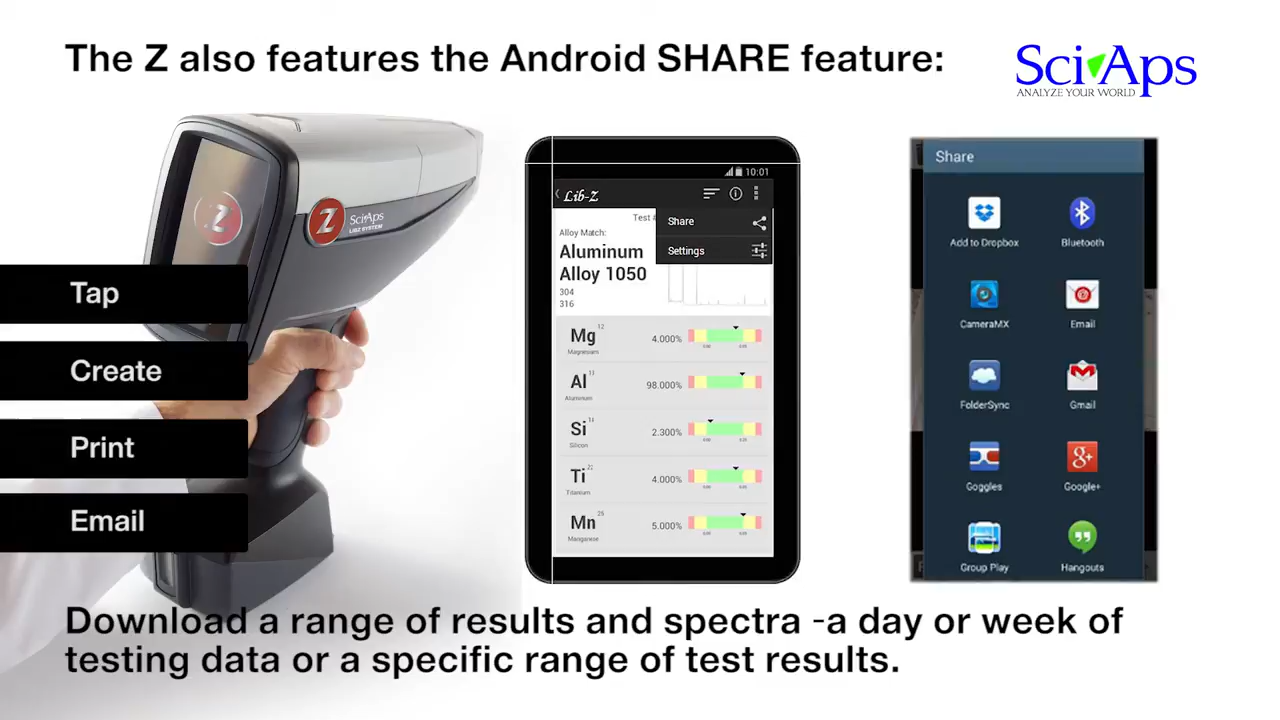 The Z also features the Android SHARE feature:
SciAps
ANALYZE YOUR WORLD
Z
Z
SciAps
LIBZ SYSTEM
Tap
Create
Print
Email
10:01
Lib-Z
Test #
Share
Settings
Alloy Match:
Aluminum
Alloy 1050
304
316
Mg 12
4.000%
Magnesium
Al
98.000%
Aluminum
Si
2.300%
Silicon
Ti 22
4.000%
Titanium
Mn 25
5.000%
Manganese
Share
Add to Dropbox
Bluetooth
CameraMX
Email
FolderSync
Gmail
Goggles
Google+
Group Play
Hangouts
Download a range of results and spectra -a day or week of
testing data or a specific range of test results.